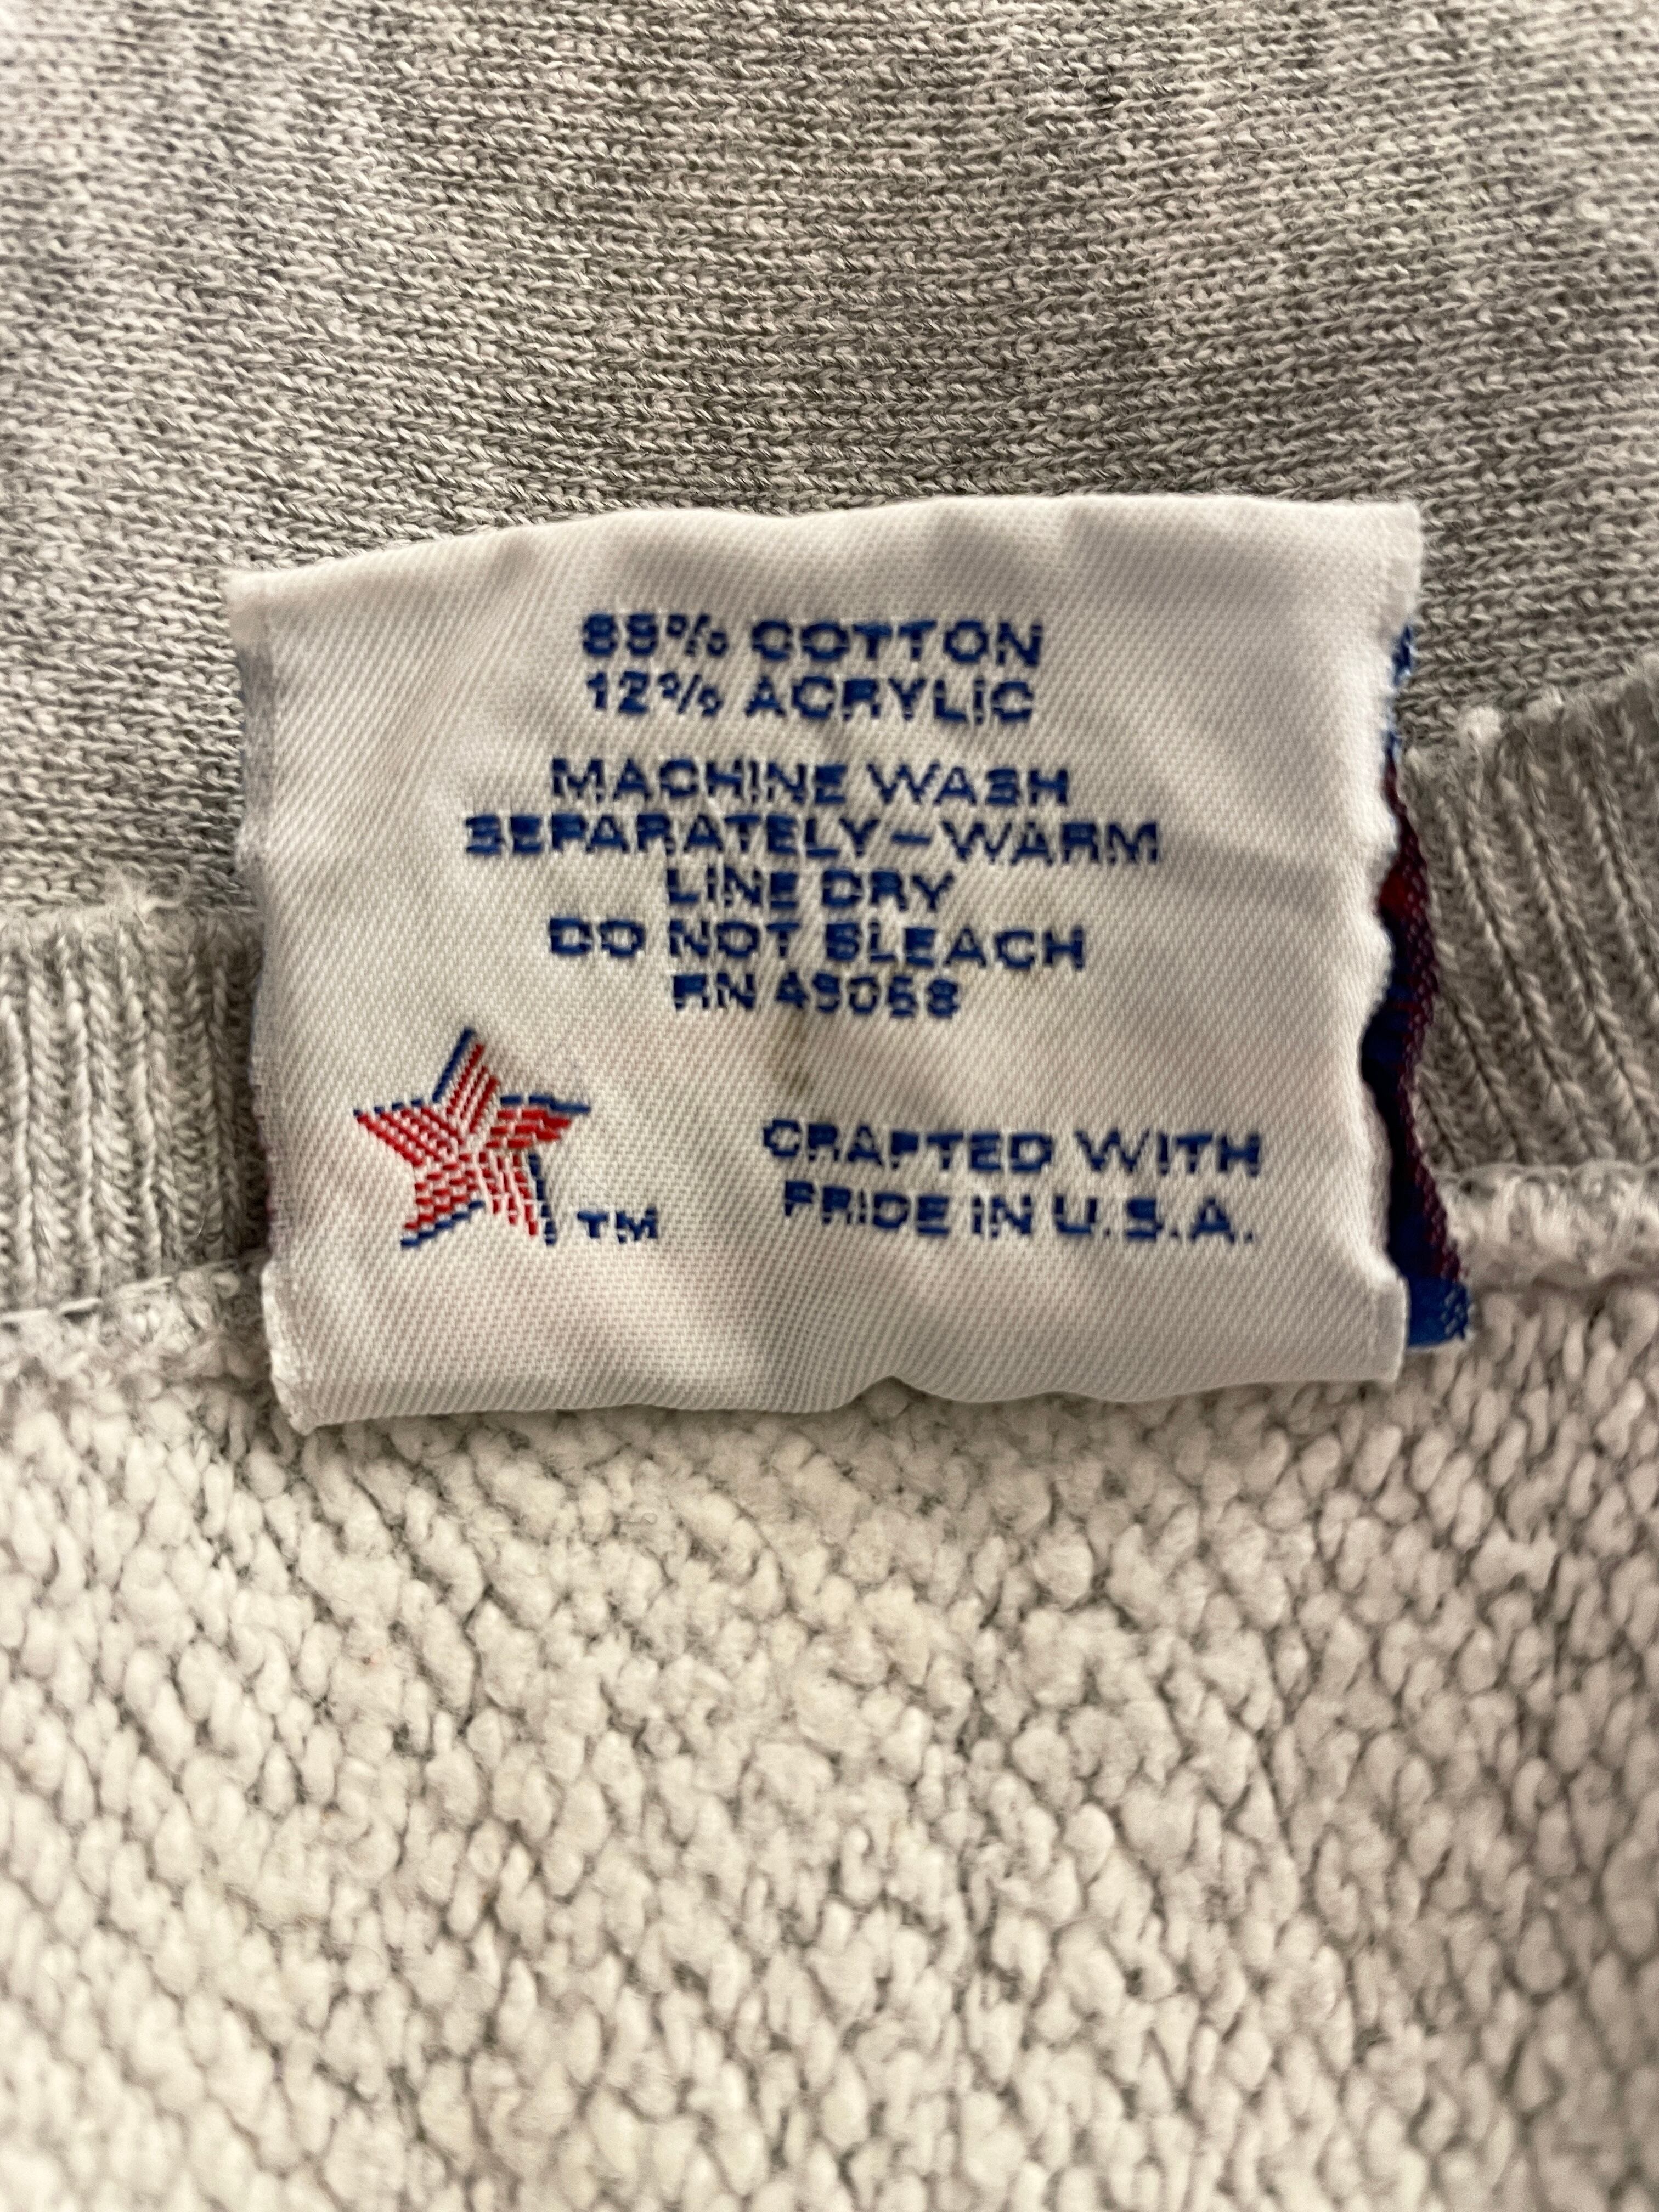 88% COTTON
12% ACRYLIC
MACHINE WASH
SEPARATELY-WARM
LINE DRY
DO NOT BLEACH
RN 49068
CRAFTED WITH
TM PRIDE IN U.S.A.